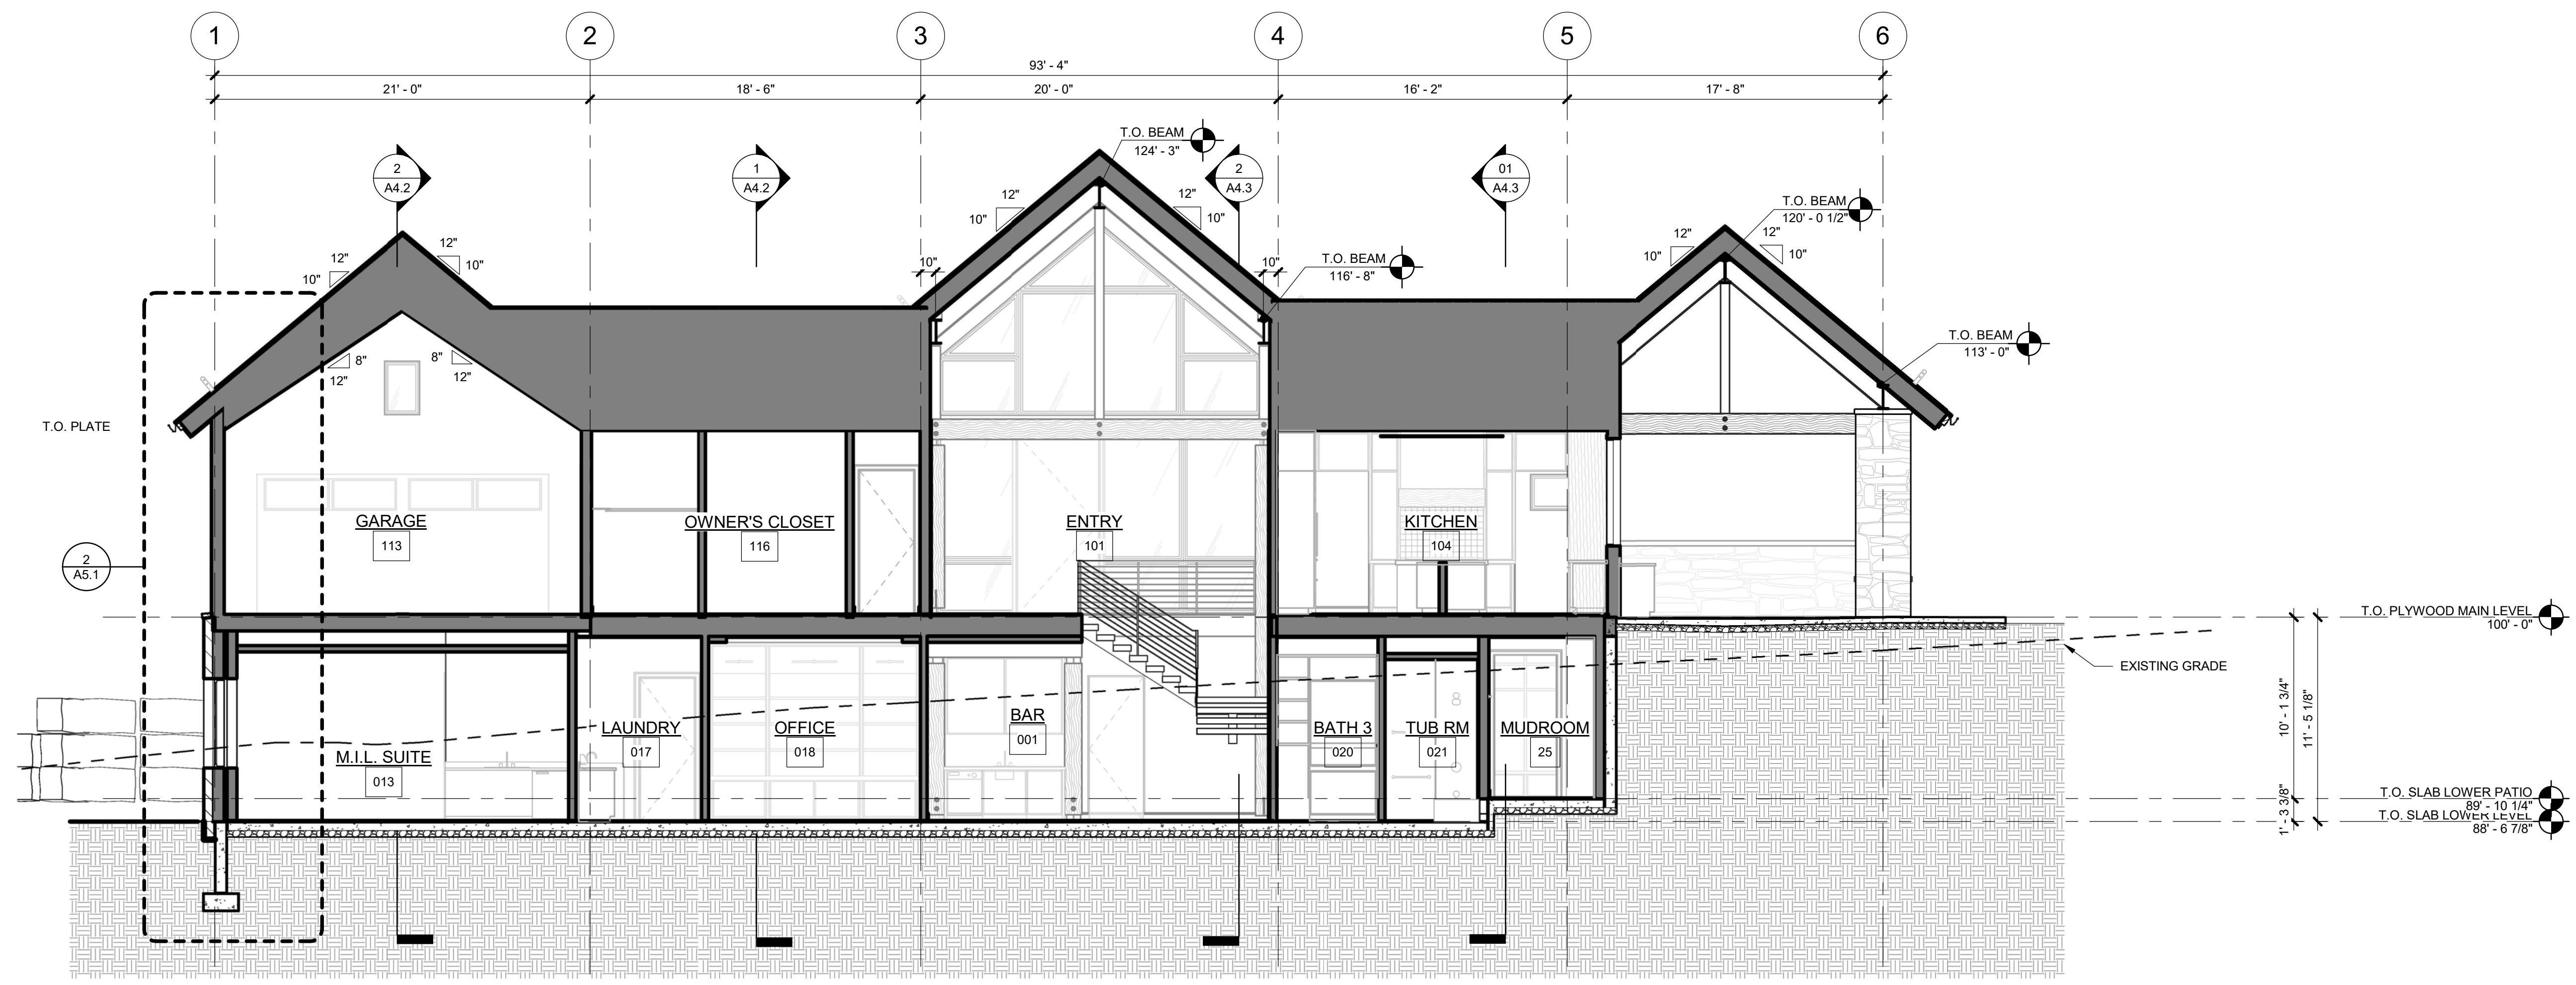 1
2
3
4
5
6
93' - 4"
21' - 0"
18' - 6"
20' - 0"
16' - 2"
17' - 8"
T.O. BEAM
124' - 3"
2
A4.2
1
A4.2
2
A4.3
01
A4.3
12"
10"
12"
10"
T.O. BEAM
120' - 0 1/2"
12"
10"
12"
10"
12"
10"
12"
10"
10"
10"
T.O. BEAM
116' - 8"
T.O. BEAM
113' - 0"
8"
12"
8"
12"
T.O. PLATE
GARAGE
113
OWNER'S CLOSET
116
ENTRY
101
KITCHEN
104
2
A5.1
T.O. PLYWOOD MAIN LEVEL
100' - 0"
EXISTING GRADE
M.I.L. SUITE
013
LAUNDRY
017
OFFICE
018
BAR
001
BATH 3
020
TUB RM
021
MUDROOM
25
10' - 1 3/4"
11' - 5 1/8"
1' - 3 3/8"
T.O. SLAB LOWER PATIO
89' - 10 1/4"
T.O. SLAB LOWER LEVEL
88' - 6 7/8"